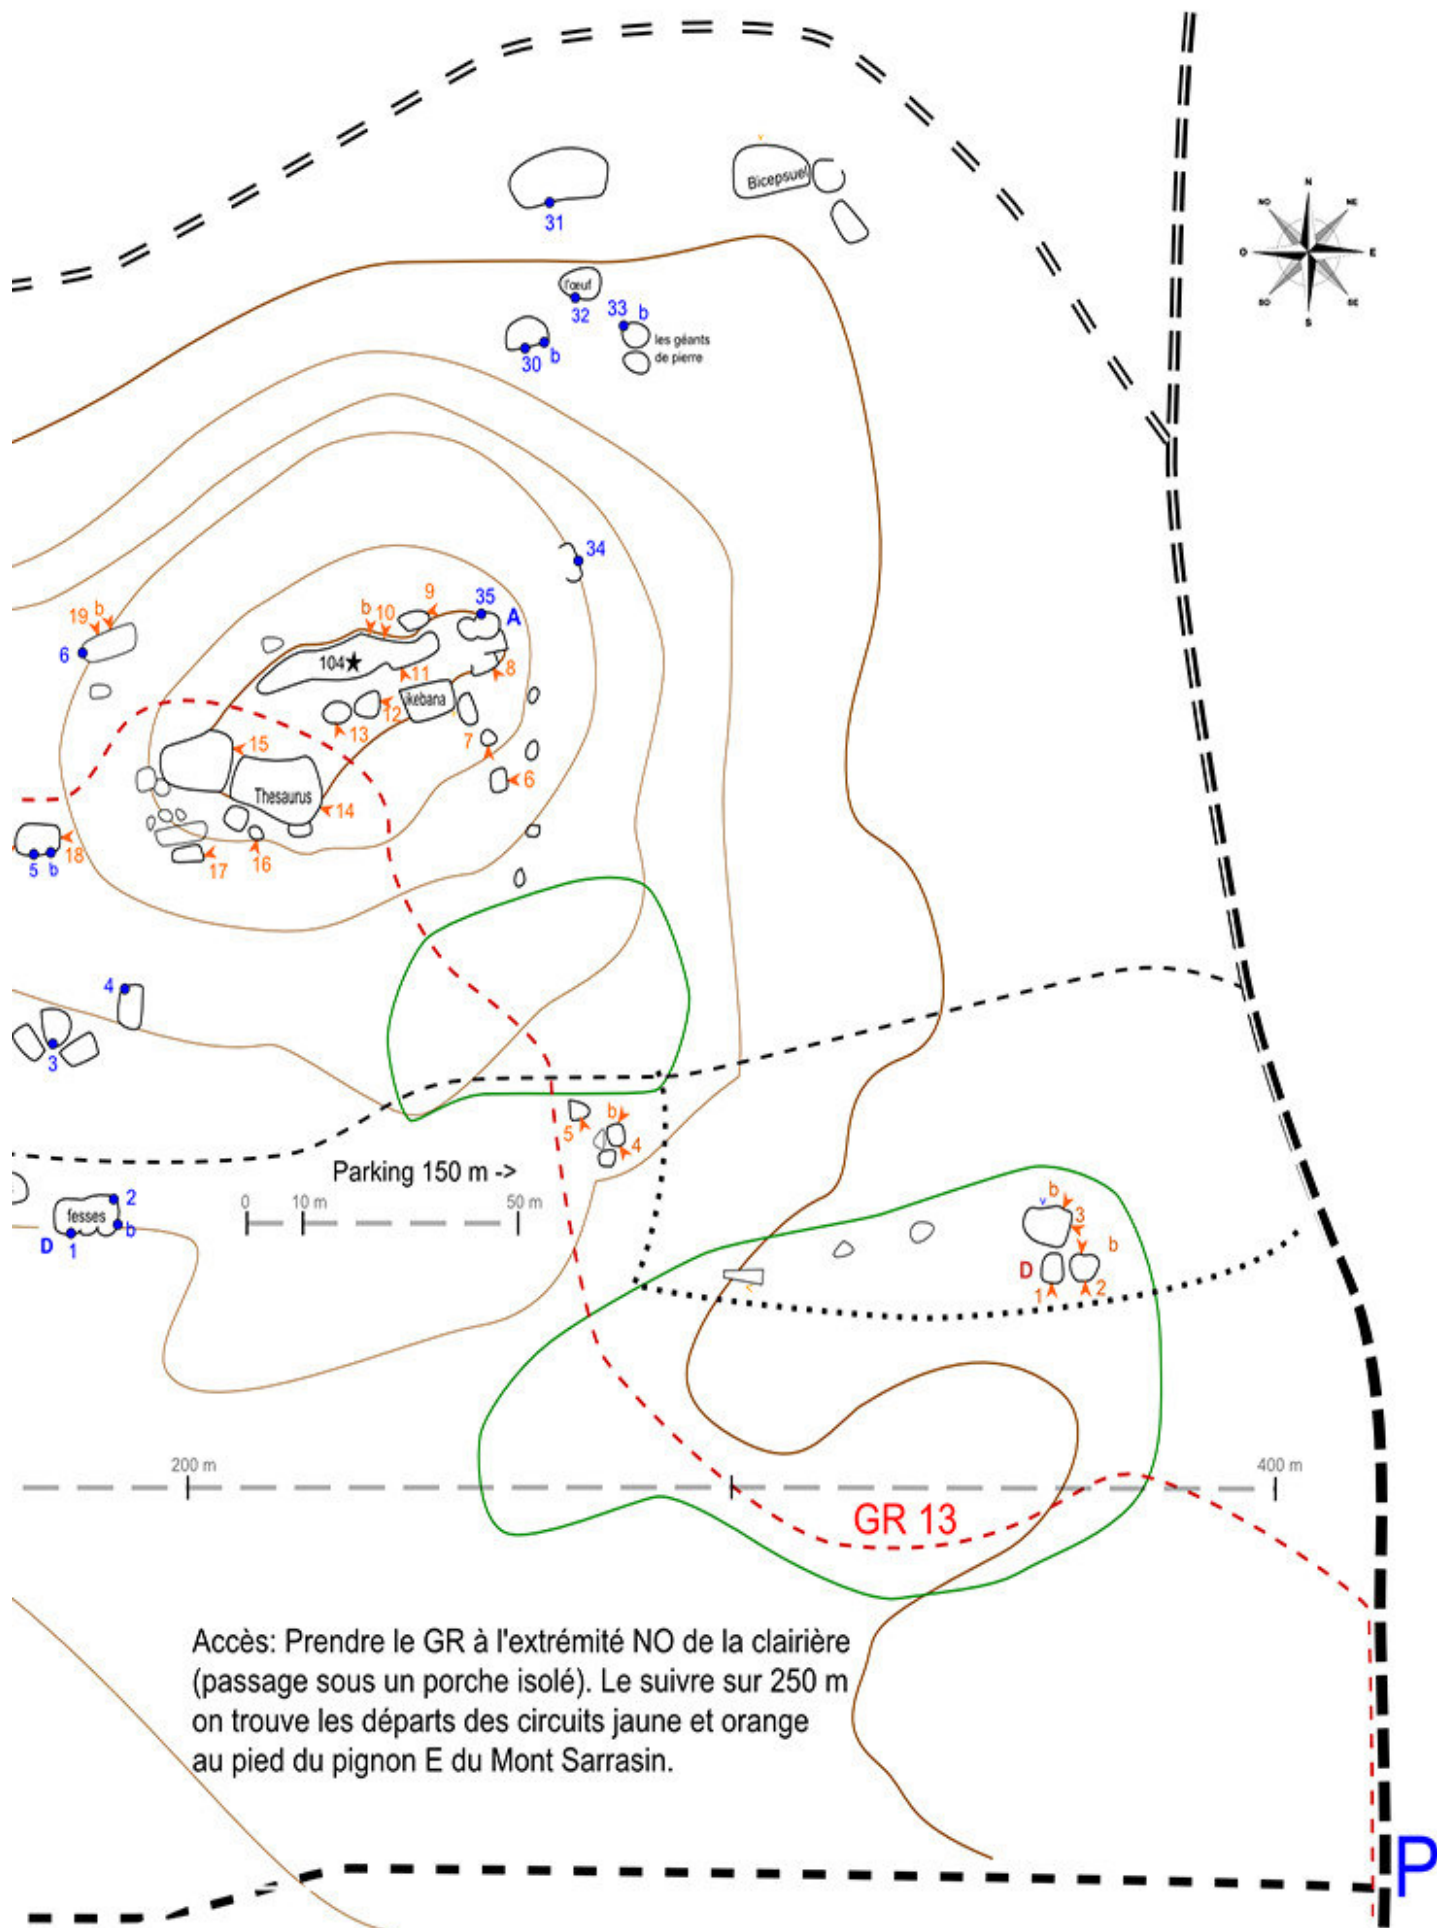 Bicepsuel
31
N
NO
NE
O
E
SO
SE
S
l'œuf
32
33
b
les géants
de pierre
30
b
34
9
35
A
b
10
19
b
6
104
11
8
ikebana
12
13
7
15
6
Thesaurus
14
18
5
b
16
17
4
3
b
5
4
Parking 150 m ->
0
10 m
50 m
2
fesses
b
D
1
b
3
b
D
1
2
200 m
400 m
GR 13
Accès: Prendre le GR à l'extrémité NO de la clairière
(passage sous un porche isolé). Le suivre sur 250 m
on trouve les départs des circuits jaune et orange
au pied du pignon E du Mont Sarrasin.
P